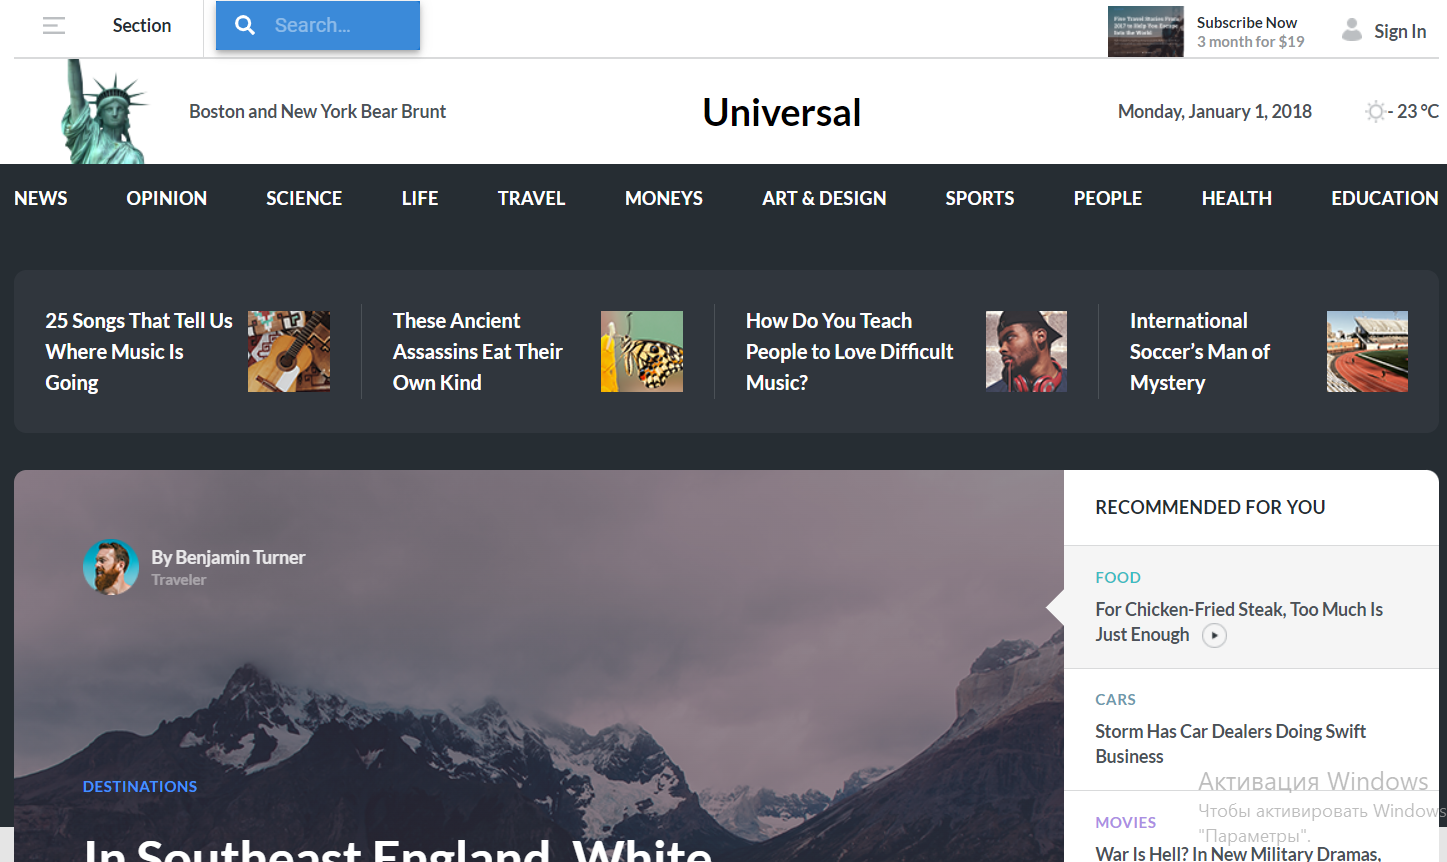 Section
Search...
Subscribe Now
3 month for $19
Sign In
Boston and New York Bear Brunt
Universal
Monday, January 1, 2018
- 23 °C
NEWS OPINION SCIENCE LIFE TRAVEL MONEYS ART & DESIGN SPORTS PEOPLE HEALTH EDUCATION
25 Songs That Tell Us
Where Music Is
Going
These Ancient
Assassins Eat Their
Own Kind
How Do You Teach
People to Love Difficult
Music?
International
Soccer’s Man of
Mystery
By Benjamin Turner
Traveler
DESTINATIONS
In Southeast England, White
RECOMMENDED FOR YOU
FOOD
For Chicken-Fried Steak, Too Much Is
Just Enough
CARS
Storm Has Car Dealers Doing Swift
Business
MOVIES
War Is Hell? In New Military Dramas,
Активация Windows
Чтобы активировать Windows
"Параметры".